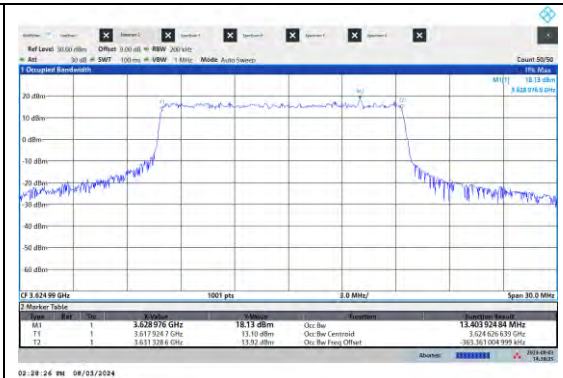 Ref Level 30.00 dBm Offset 0.00 dB RBW 200 kHz
Att 30 dB SWT 100 ms VBW 1 MHz Mode Auto Sweep Count 50/50
1 Occupied Bandwidth 1Pk Max
M1[1] 18.13 dBm
3.628 976 0 GHz
20 dBm
10 dBm
0 dBm
-10 dBm
-20 dBm
-30 dBm
-40 dBm
-50 dBm
-60 dBm
CF 3.624 99 GHz 1001 pts 3.0 MHz/ Span 30.0 MHz
2 Marker Table
Type Ref Trc X-Value Y-Value Function Function Result
M1 1 3.628 976 GHz 18.13 dBm Occ Bw 13.403 924 84 MHz
T1 1 3.617 924 7 GHz 13.10 dBm Occ Bw Centroid 3.624 626 639 GHz
T2 1 3.631 328 6 GHz 13.92 dBm Occ Bw Freq Offset -363.361 004 999 kHz
02:28:26 PM 08/03/2024